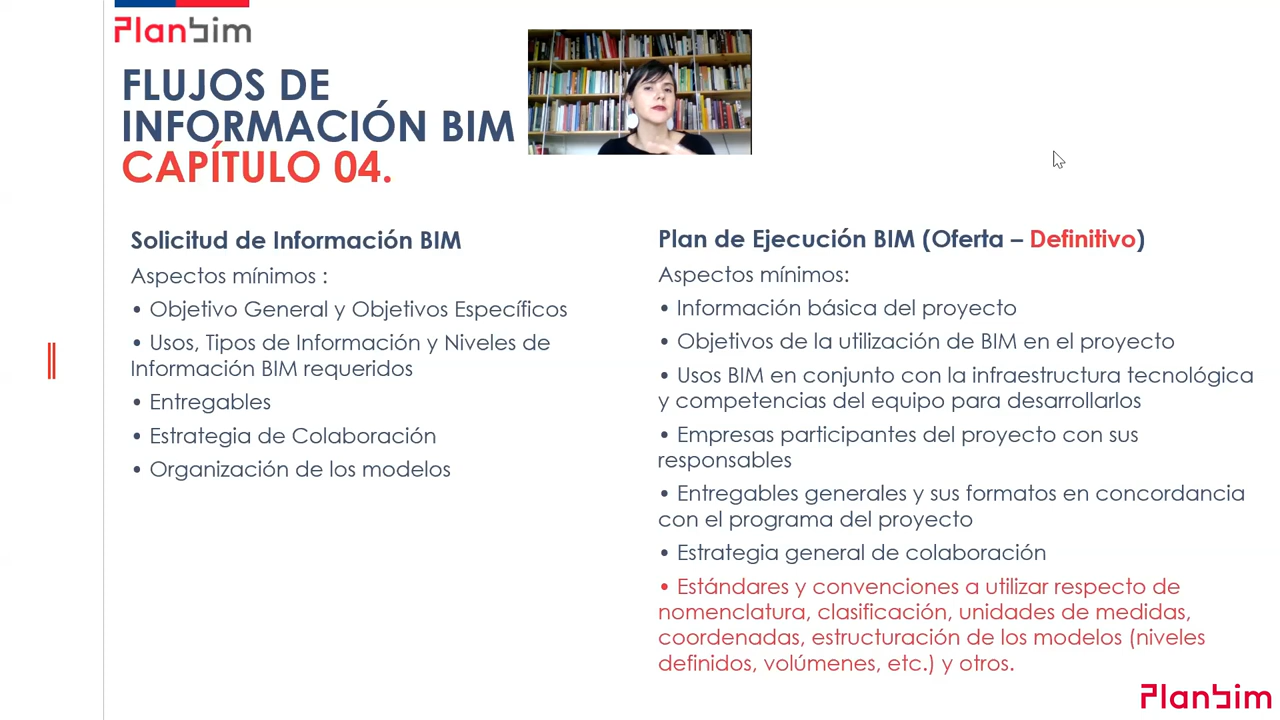 PlanBim
FLUJOS DE
INFORMACIÓN BIM
CAPÍTULO 04.
Solicitud de Información BIM
Aspectos mínimos :
• Objetivo General y Objetivos Específicos
• Usos, Tipos de Información y Niveles de
Información BIM requeridos
• Entregables
• Estrategia de Colaboración
• Organización de los modelos
Plan de Ejecución BIM (Oferta – Definitivo)
Aspectos mínimos:
• Información básica del proyecto
• Objetivos de la utilización de BIM en el proyecto
• Usos BIM en conjunto con la infraestructura tecnológica
y competencias del equipo para desarrollarlos
• Empresas participantes del proyecto con sus
responsables
• Entregables generales y sus formatos en concordancia
con el programa del proyecto
• Estrategia general de colaboración
• Estándares y convenciones a utilizar respecto de
nomenclatura, clasificación, unidades de medidas,
coordenadas, estructuración de los modelos (niveles
definidos, volúmenes, etc.) y otros.
PlanBim